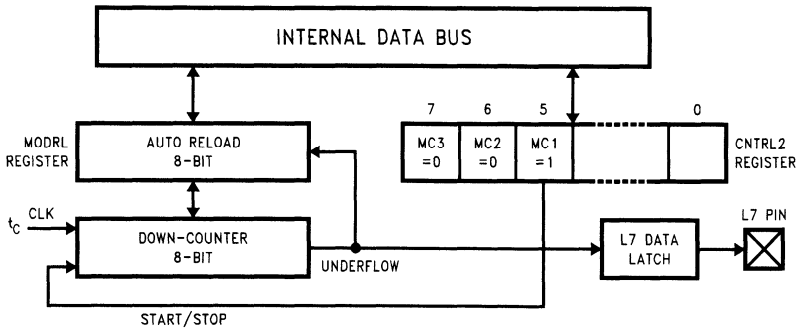 INTERNAL DATA BUS
7 6 5 0
MODRL
REGISTER
AUTO RELOAD
8-BIT
MC3
=0
MC2
=0
MC1
=1
CNTRL2
REGISTER
tC CLK
DOWN-COUNTER
8-BIT
UNDERFLOW
L7 DATA
LATCH
L7 PIN
START/STOP